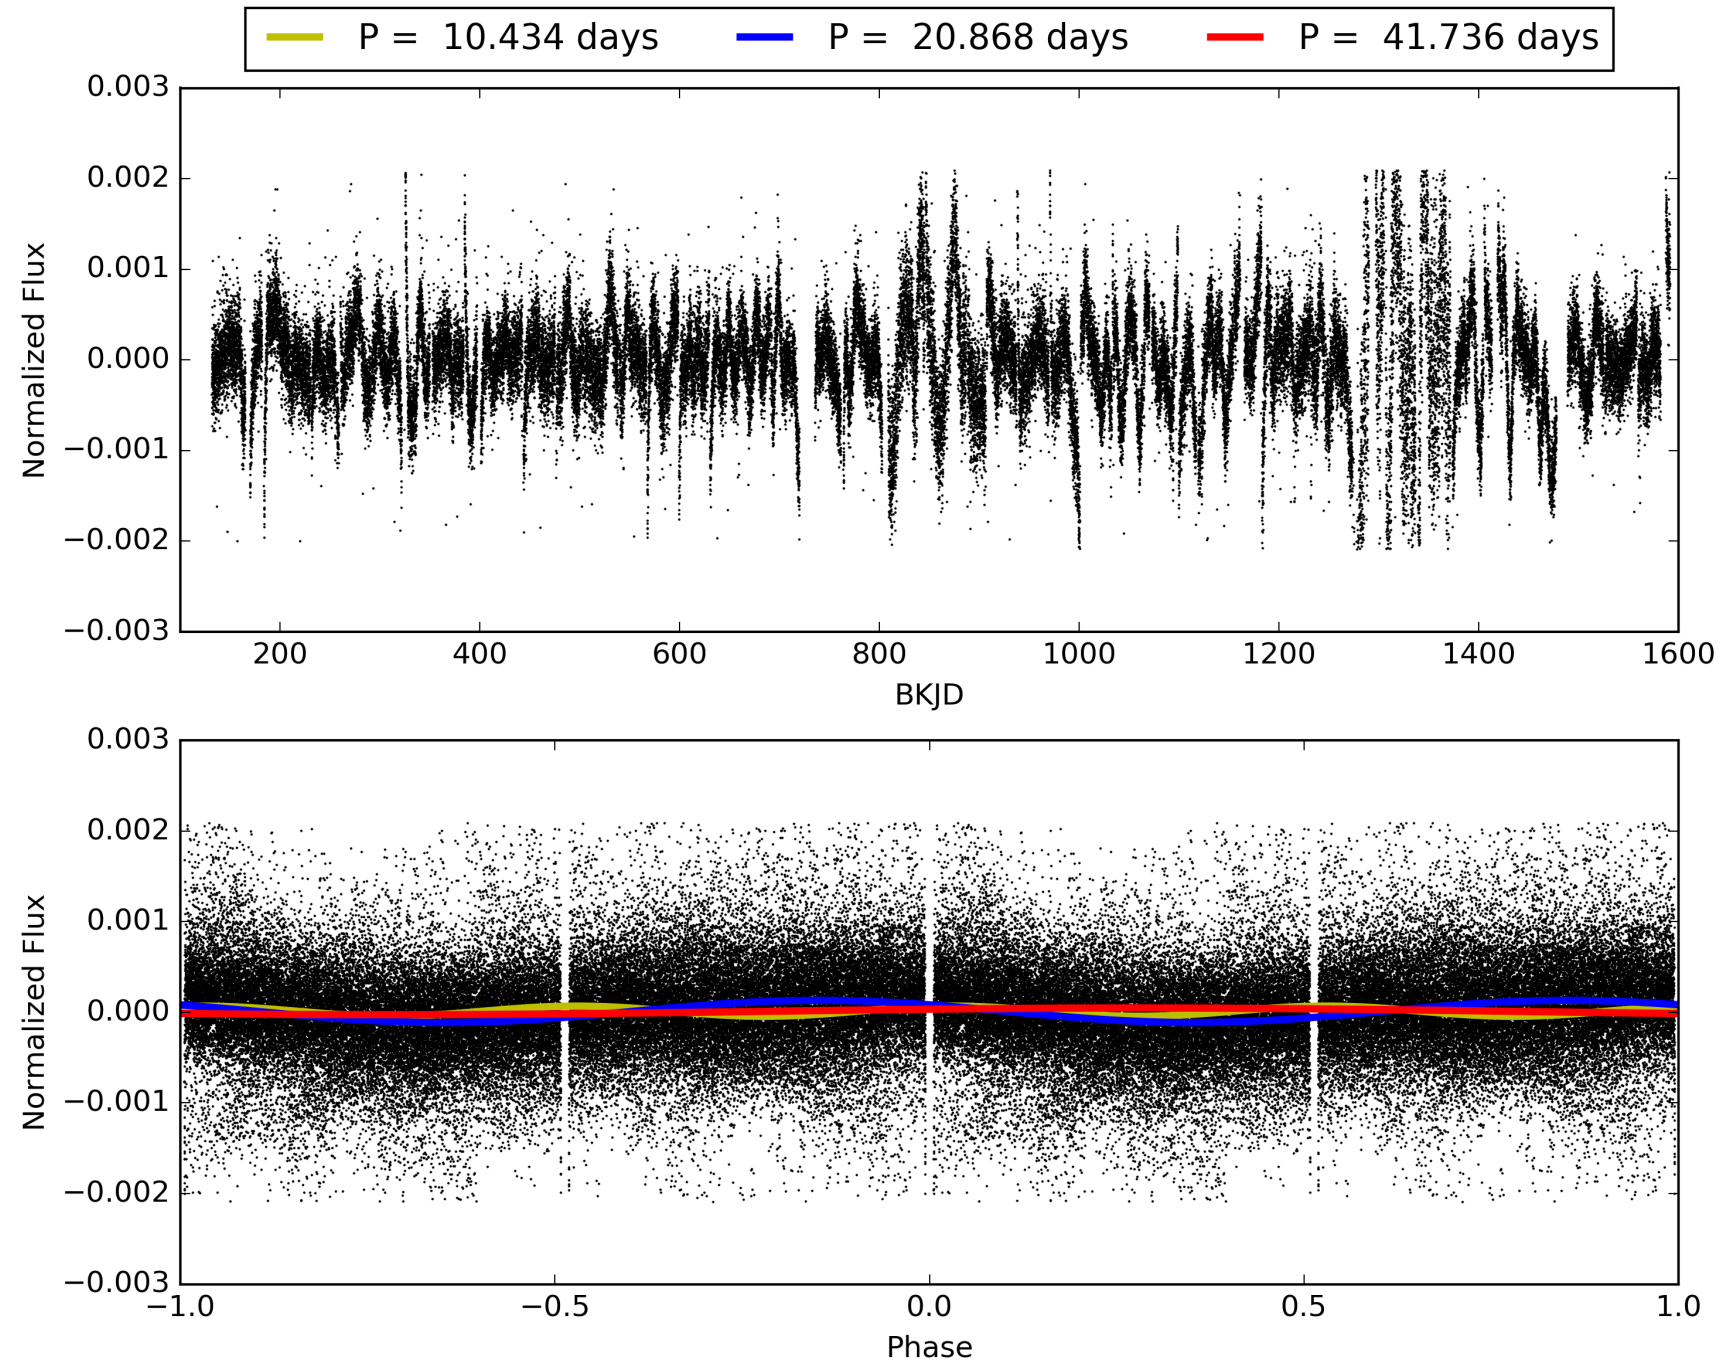 P = 10.434 days P = 20.868 days P = 41.736 days
0.003
0.002
0.001
0.000
−0.001
−0.002
−0.003
Normalized Flux
200 400 600 800 1000 1200 1400 1600
BKJD
0.003
0.002
0.001
0.000
−0.001
−0.002
−0.003
Normalized Flux
−1.0 −0.5 0.0 0.5 1.0
Phase